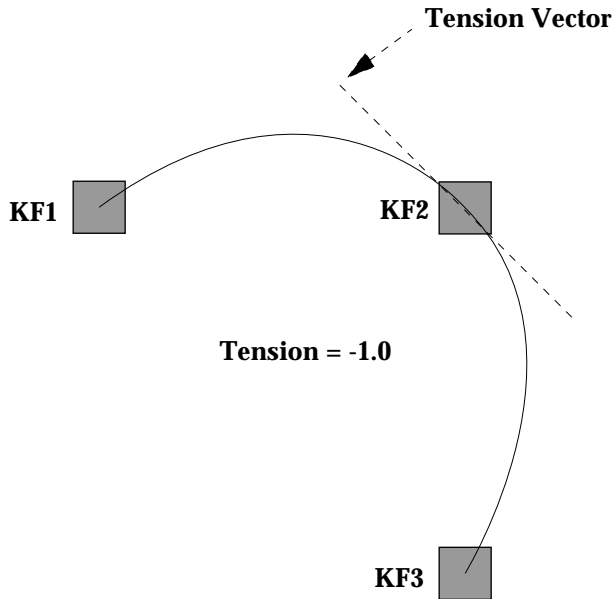 Tension Vector
KF1
KF2
Tension = -1.0
KF3